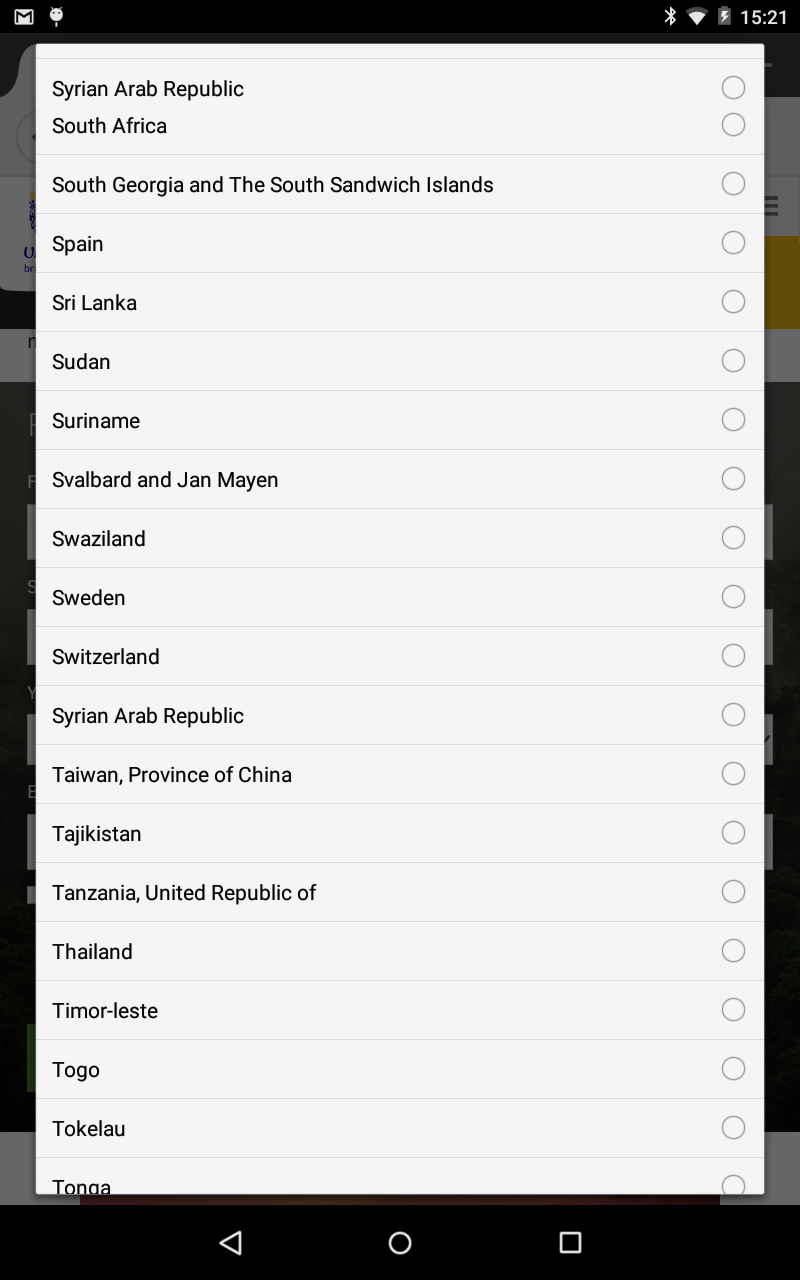 15:21
Syrian Arab Republic
South Africa
South Georgia and The South Sandwich Islands
Spain
Sri Lanka
Sudan
Suriname
Svalbard and Jan Mayen
Swaziland
Sweden
Switzerland
Syrian Arab Republic
Taiwan, Province of China
Tajikistan
Tanzania, United Republic of
Thailand
Timor-leste
Togo
Tokelau
Tonga